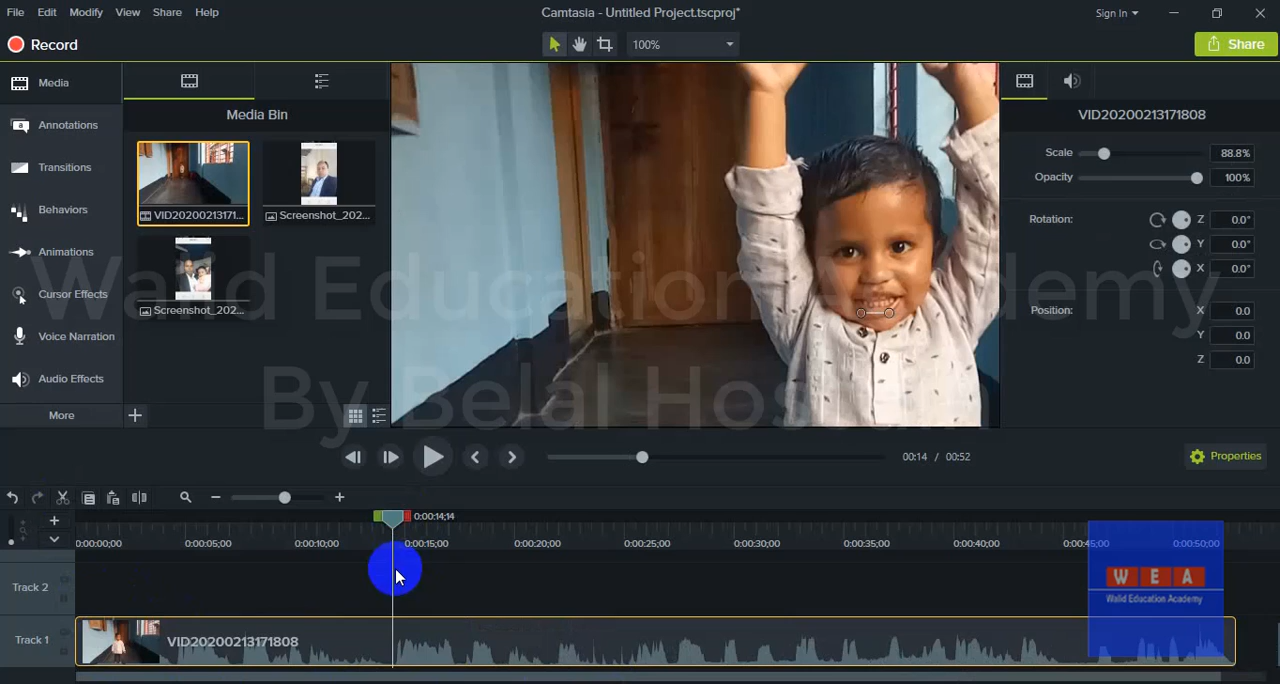 File Edit Modify View Share Help
Camtasia - Untitled Project.tscproj*
Sign In
Record
100%
Share
Media
Annotations
Transitions
Behaviors
Animations
Cursor Effects
Voice Narration
Audio Effects
More
Media Bin
VID20200213171...
Screenshot_202...
Screenshot_202...
VID20200213171808
Scale 88.8%
Opacity 100%
Rotation: Z 0.0°
Y 0.0°
X 0.0°
Position: X 0.0
Y 0.0
Z 0.0
Walid Education Academy
By Belal
00:14 / 00:52
Properties
0:00:14;14
0:00:00;00 0:00:05;00 0:00:10;00 0:00:15;00 0:00:20;00 0:00:25;00 0:00:30;00 0:00:35;00 0:00:40;00 0:00:45;00 0:00:50;00
Track 2
W E A
Walid Education Academy
Track 1
VID20200213171808